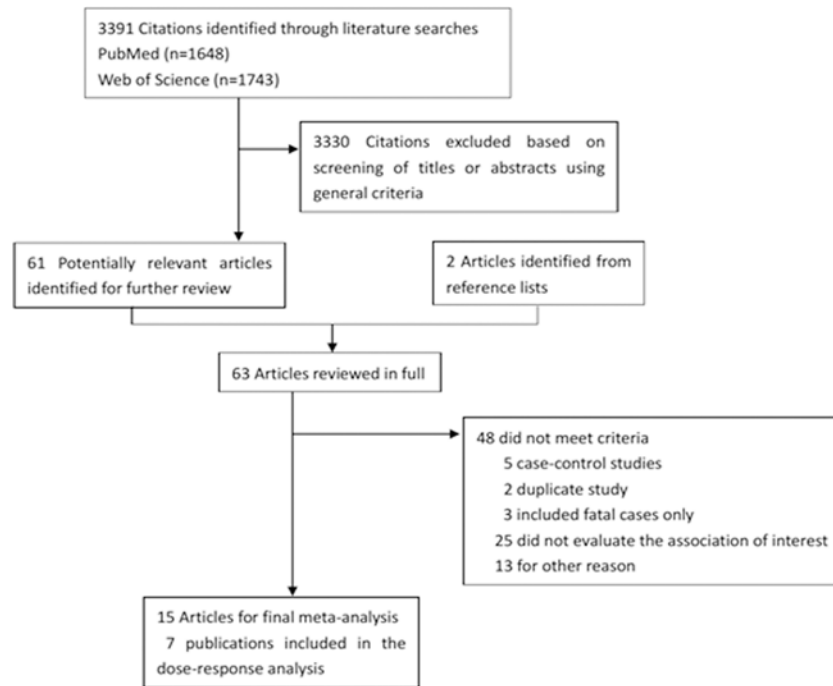 3391 Citations identified through literature searches
PubMed (n=1648)
Web of Science (n=1743)
3330 Citations excluded based on
screening of titles or abstracts using
general criteria
61 Potentially relevant articles
identified for further review
2 Articles identified from
reference lists
63 Articles reviewed in full
48 did not meet criteria
5 case-control studies
2 duplicate study
3 included fatal cases only
25 did not evaluate the association of interest
13 for other reason
15 Articles for final meta-analysis
7 publications included in the
dose-response analysis